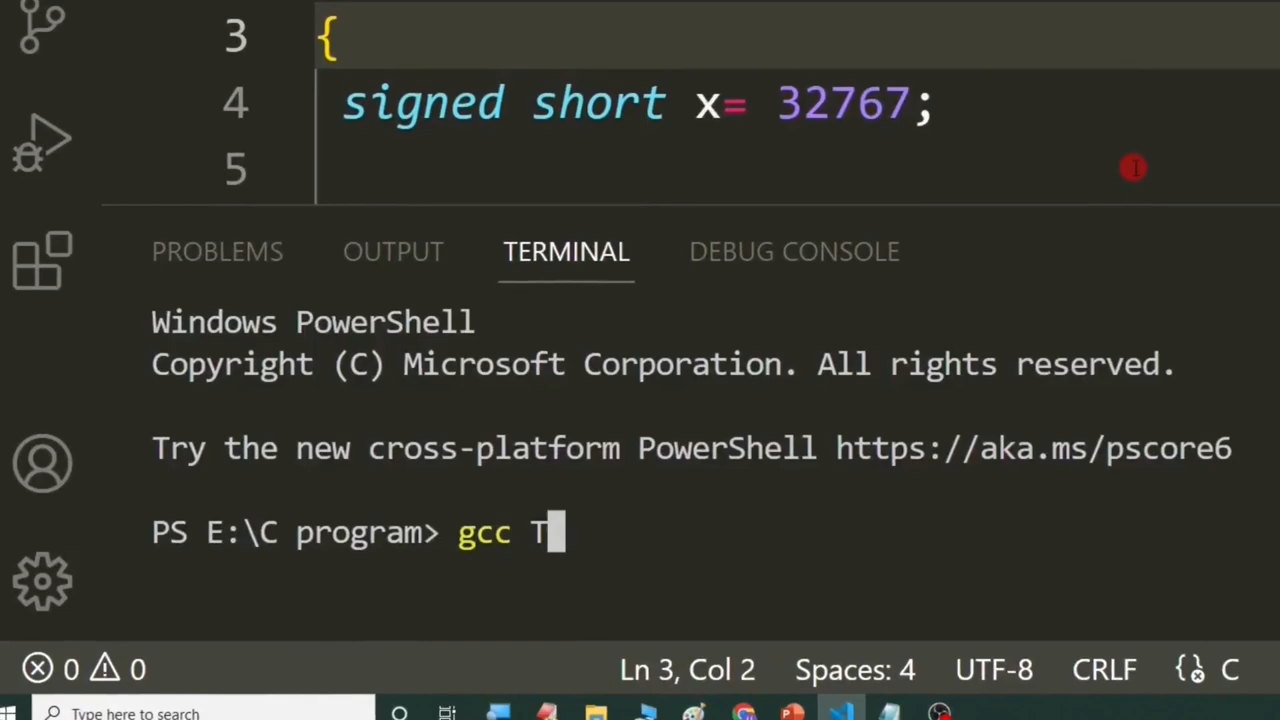 3 {
4 signed short x= 32767;
5
PROBLEMS OUTPUT TERMINAL DEBUG CONSOLE
Windows PowerShell
Copyright (C) Microsoft Corporation. All rights reserved.
Try the new cross-platform PowerShell https://aka.ms/pscore6
PS E:\C program> gcc T
0 0 Ln 3, Col 2 Spaces: 4 UTF-8 CRLF C
Type here to search